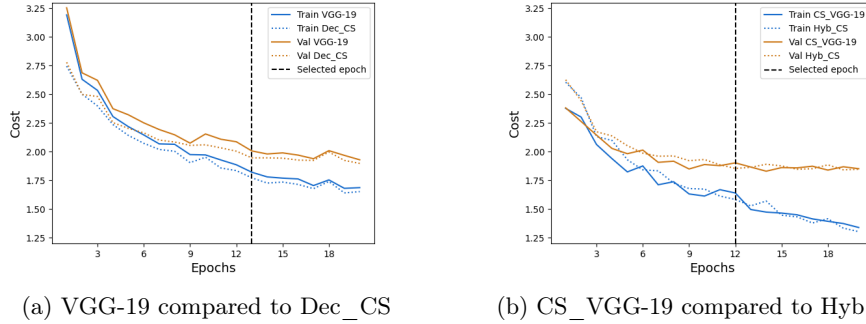 3.25
3.00
2.75
2.50
2.25
2.00
1.75
1.50
1.25
Cost
3 6 9 12 15 18
Epochs
Train VGG-19
Train Dec_CS
Val VGG-19
Val Dec_CS
Selected epoch
(a) VGG-19 compared to Dec_CS
3.25
3.00
2.75
2.50
2.25
2.00
1.75
1.50
1.25
Cost
3 6 9 12 15 18
Epochs
Train CS_VGG-19
Train Hyb_CS
Val CS_VGG-19
Val Hyb_CS
Selected epoch
(b) CS_VGG-19 compared to Hyb